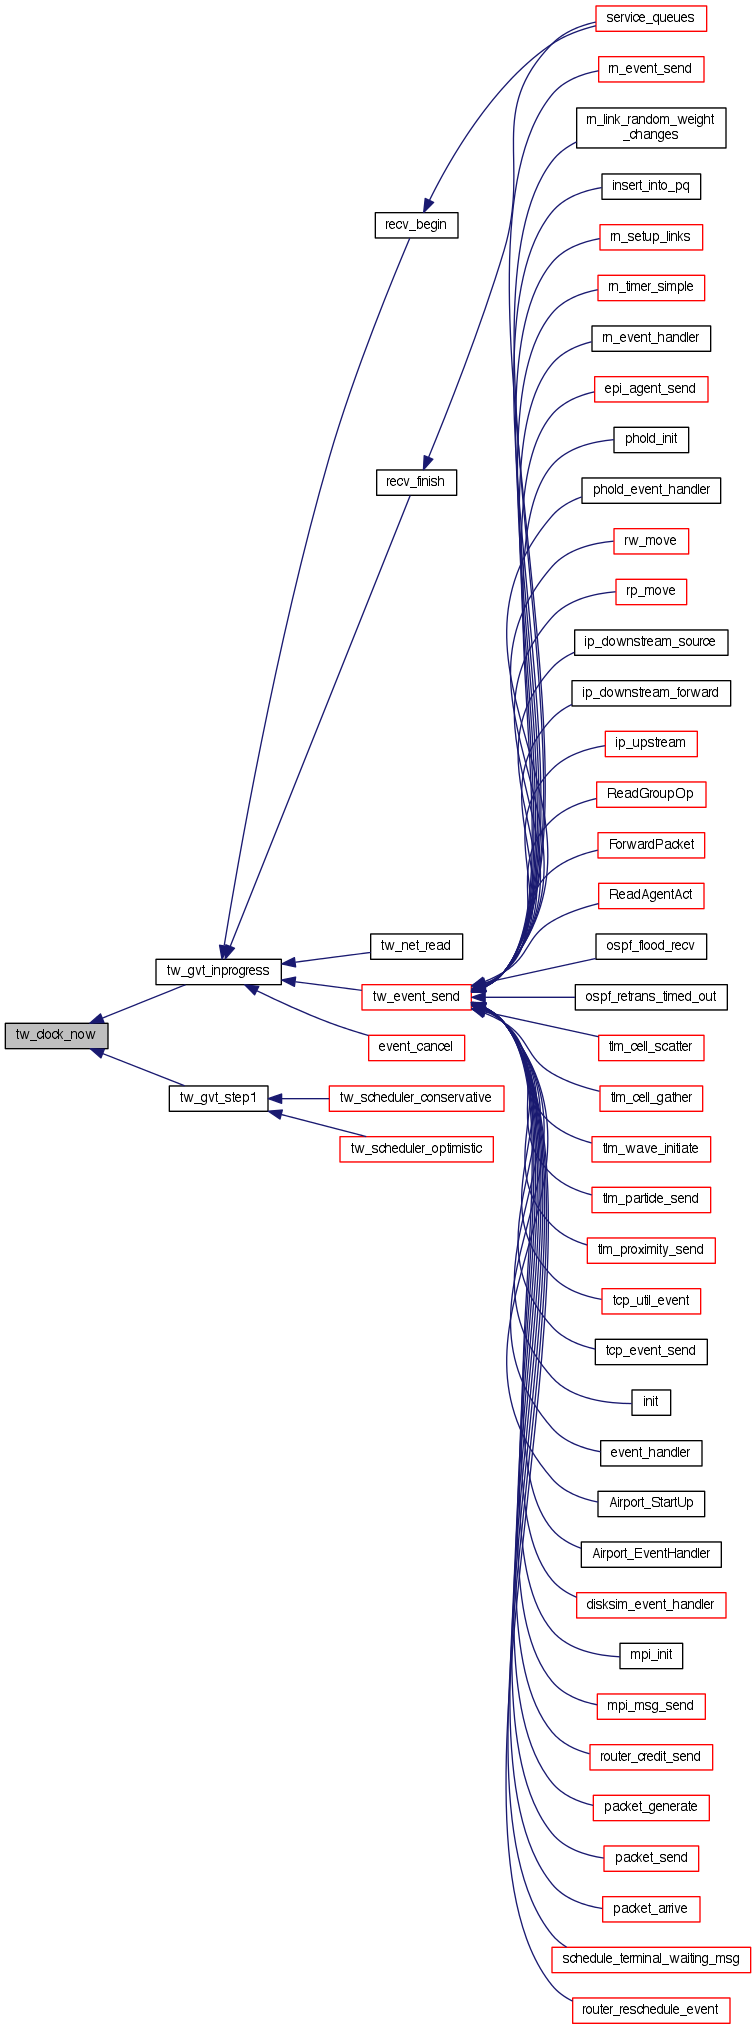 service_queues
rn_event_send
rn_link_random_weight
_changes
insert_into_pq
recv_begin
rn_setup_links
rn_timer_simple
rn_event_handler
epi_agent_send
phold_init
recv_finish
phold_event_handler
rw_move
rp_move
ip_downstream_source
ip_downstream_forward
ip_upstream
ReadGroupOp
ForwardPacket
ReadAgentAct
tw_net_read
ospf_flood_recv
tw_gvt_inprogress
tw_event_send
ospf_retrans_timed_out
tw_clock_now
event_cancel
tlm_cell_scatter
tw_gvt_step1
tw_scheduler_conservative
tlm_cell_gather
tw_scheduler_optimistic
tlm_wave_initiate
tlm_particle_send
tlm_proximity_send
tcp_util_event
tcp_event_send
init
event_handler
Airport_StartUp
Airport_EventHandler
disksim_event_handler
mpi_init
mpi_msg_send
router_credit_send
packet_generate
packet_send
packet_arrive
schedule_terminal_waiting_msg
router_reschedule_event